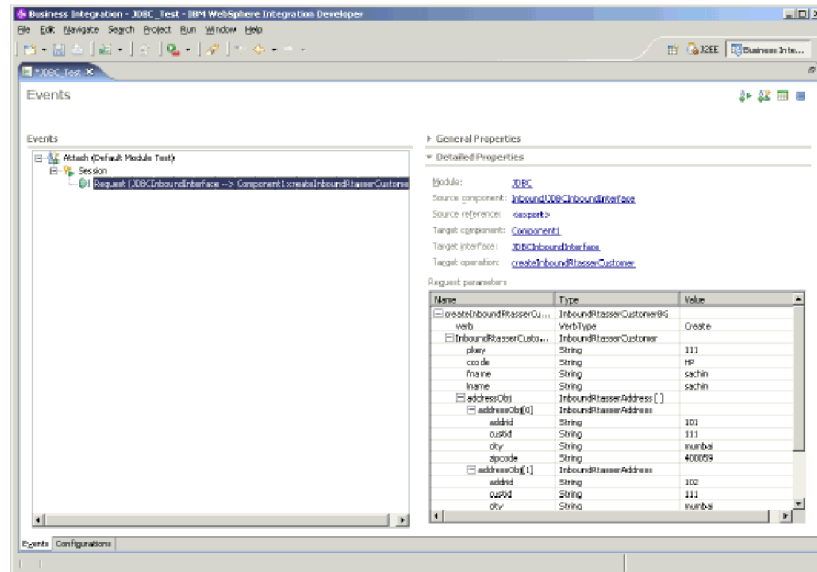 Business Integration - JDBC_Test - IBM WebSphere Integration Developer
File Edit Navigate Search Project Run Window Help
J2EE Business Inte...
*JDBC_Test
Events
Events
Attach (Default Module Test)
Session
Request (JDBCInboundInterface --> Component1:createInboundRtasserCustome
General Properties
Detailed Properties
Module: JDBC
Source component: InboundJDBCInboundInterface
Source reference: <export>
Target component: Component1
Target interface: JDBCInboundInterface
Target operation: createInboundRtasserCustomer
Request parameters
Name Type Value
createInboundRtasserCu... InboundRtasserCustomerBG
verb VerbType Create
InboundRtasserCusto... InboundRtasserCustomer
pkey String 111
ccode String HP
fname String sachin
lname String sachin
addressObj InboundRtasserAddress [ ]
addressObj[0] InboundRtasserAddress
addrid String 101
custid String 111
city String mumbai
zipcode String 400059
addressObj[1] InboundRtasserAddress
addrid String 102
custid String 111
city String mumbai
Events Configurations